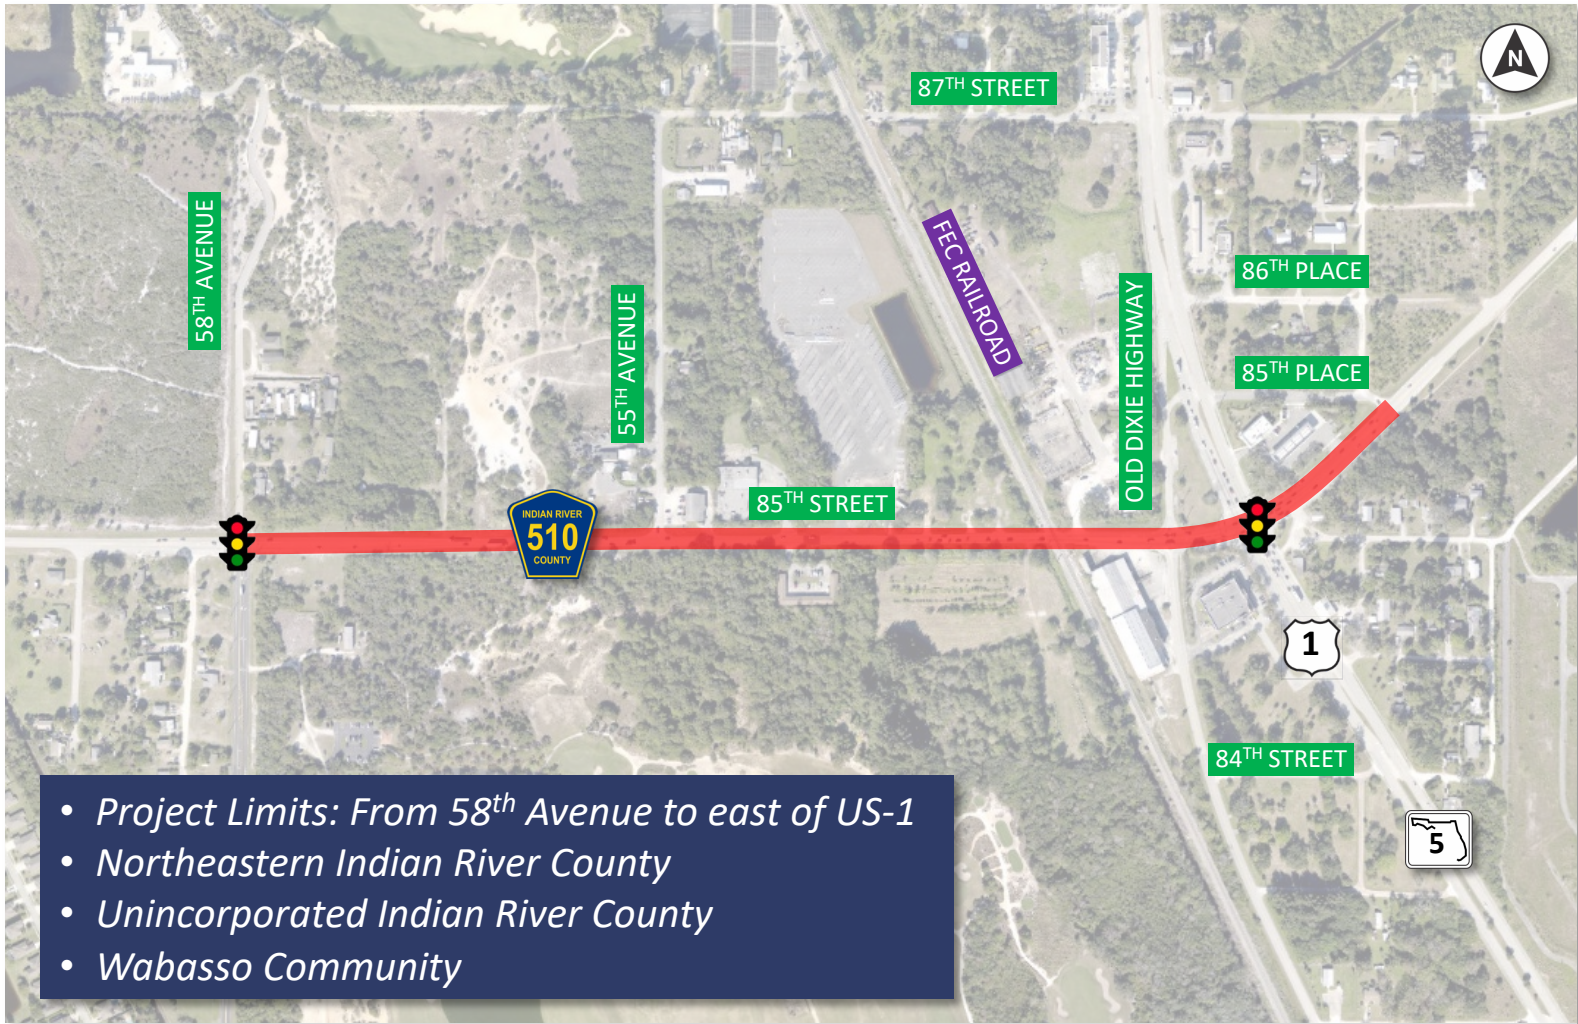 N
87TH STREET
58TH AVENUE
FEC RAILROAD
86TH PLACE
OLD DIXIE HIGHWAY
55TH AVENUE
85TH PLACE
85TH STREET
INDIAN RIVER
510
COUNTY
1
84TH STREET
5
• Project Limits: From 58th Avenue to east of US-1
• Northeastern Indian River County
• Unincorporated Indian River County
• Wabasso Community